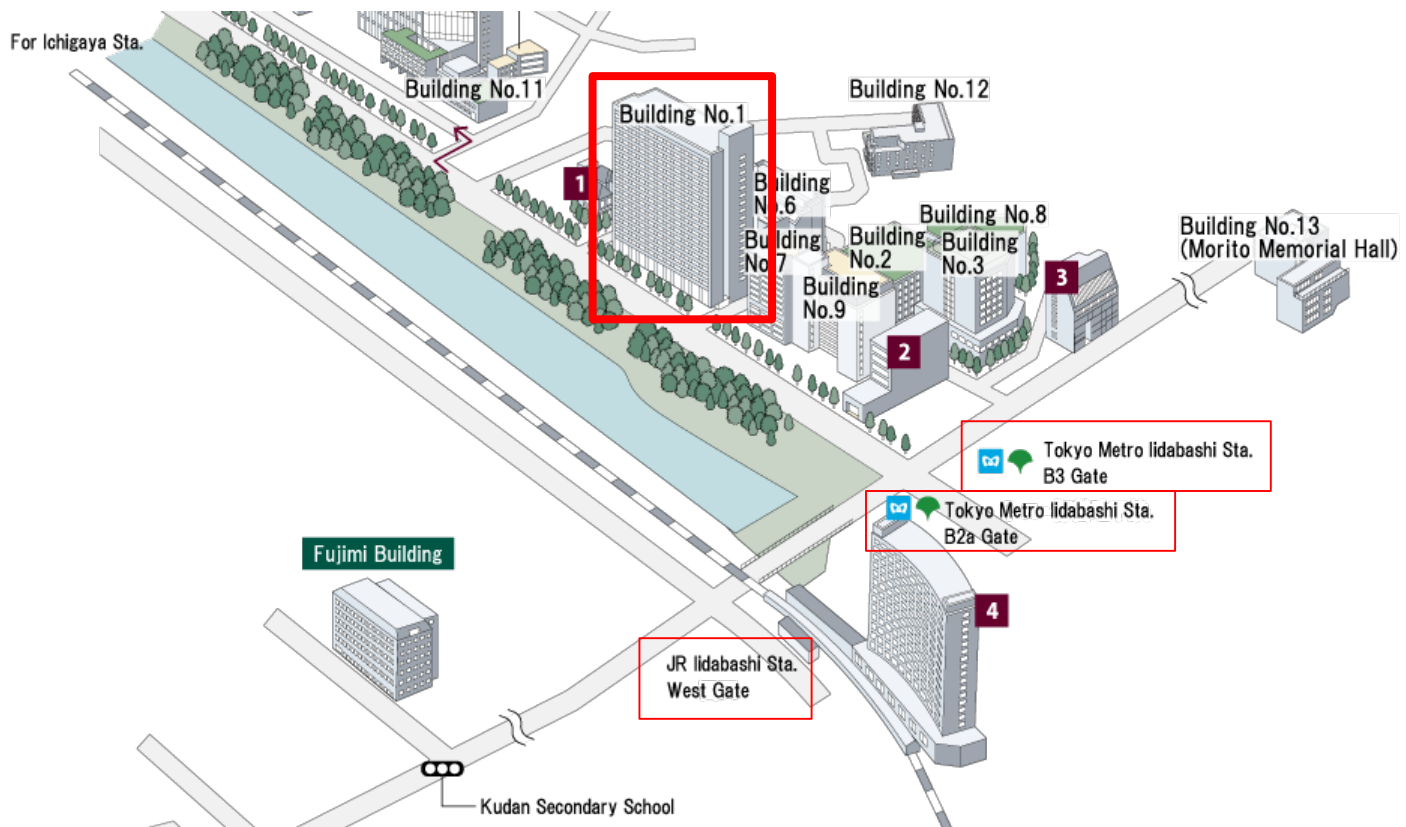 For Ichigaya Sta.
Building No.11
Building No.1
Building No.12
1
Building
No.6
Building
No.7
Building
No.2
Building No.8
Building
No.3
Building
No.9
Building No.13
(Morito Memorial Hall)
3
2
Tokyo Metro Iidabashi Sta.
B3 Gate
Tokyo Metro Iidabashi Sta.
B2a Gate
Fujimi Building
4
JR Iidabashi Sta.
West Gate
Kudan Secondary School